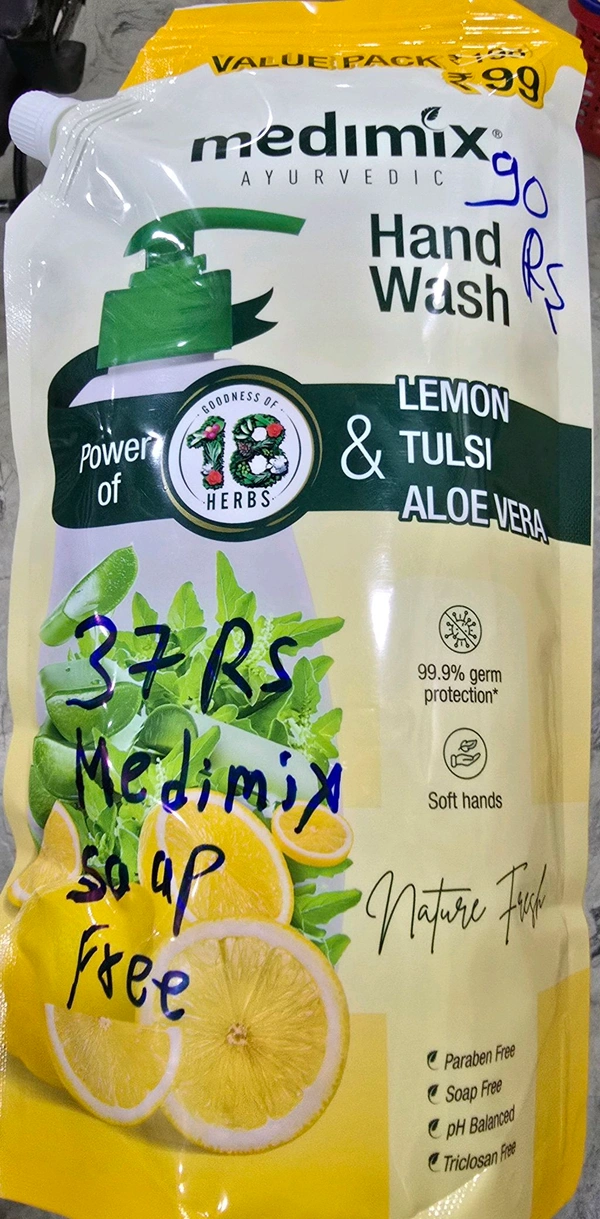 VALUE PACK ₹ 198
₹ 99
medimix®
AYURVEDIC
90
Rs
Hand
Wash
Power
of
GOODNESS OF
18
HERBS
&
LEMON
TULSI
ALOE VERA
37 Rs
Medimix
soap
Free
99.9% germ
protection*
Soft hands
Nature Fresh
Paraben Free
Soap Free
pH Balanced
Triclosan Free